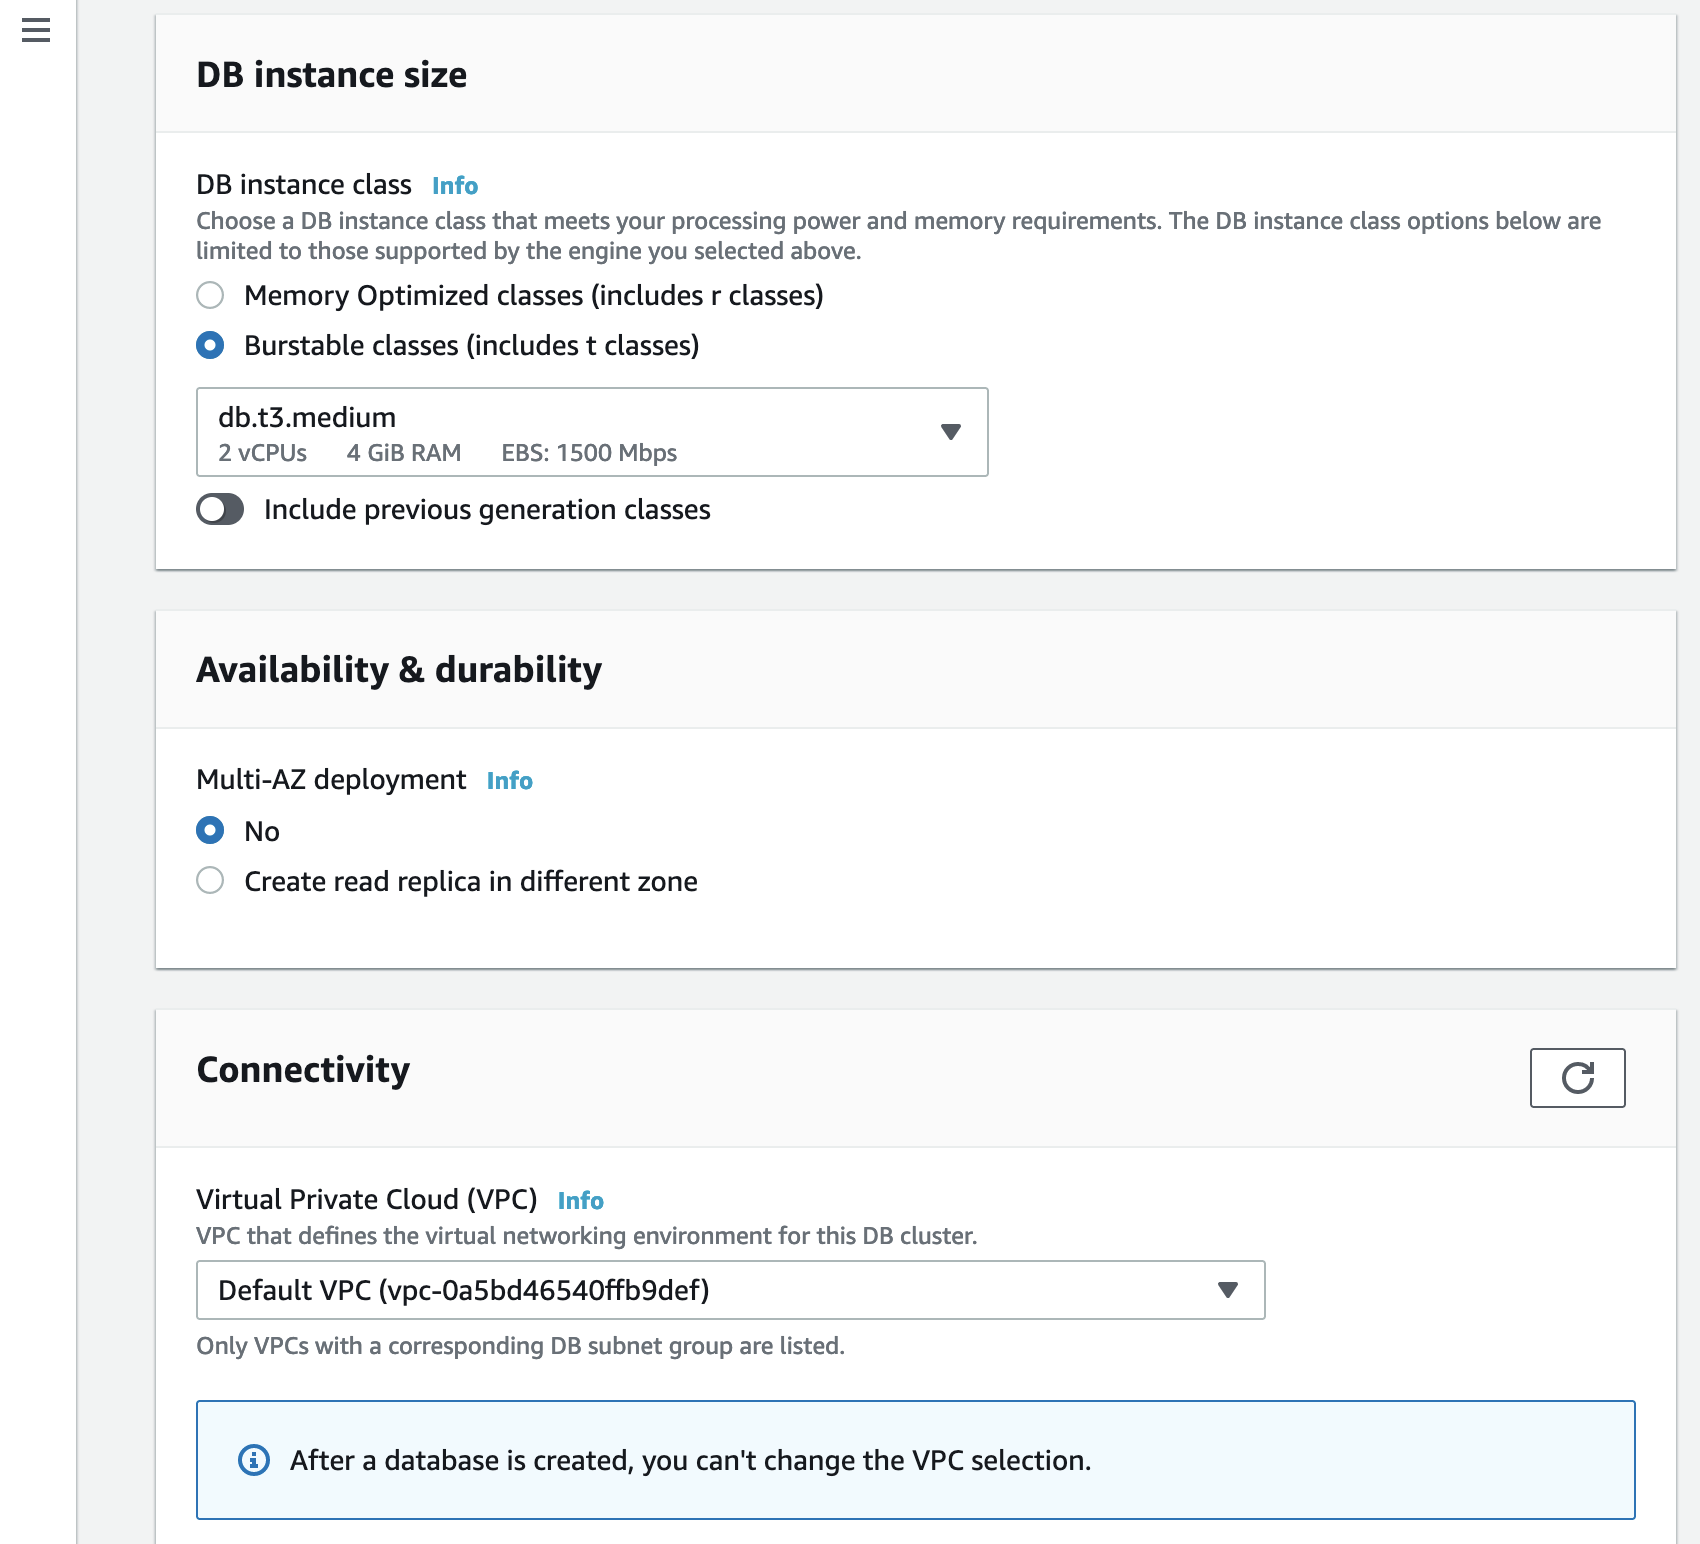 DB instance size
DB instance class Info
Choose a DB instance class that meets your processing power and memory requirements. The DB instance class options below are
limited to those supported by the engine you selected above.
Memory Optimized classes (includes r classes)
Burstable classes (includes t classes)
db.t3.medium
2 vCPUs 4 GiB RAM EBS: 1500 Mbps
Include previous generation classes
Availability & durability
Multi-AZ deployment Info
No
Create read replica in different zone
Connectivity
Virtual Private Cloud (VPC) Info
VPC that defines the virtual networking environment for this DB cluster.
Default VPC (vpc-0a5bd46540ffb9def)
Only VPCs with a corresponding DB subnet group are listed.
After a database is created, you can't change the VPC selection.